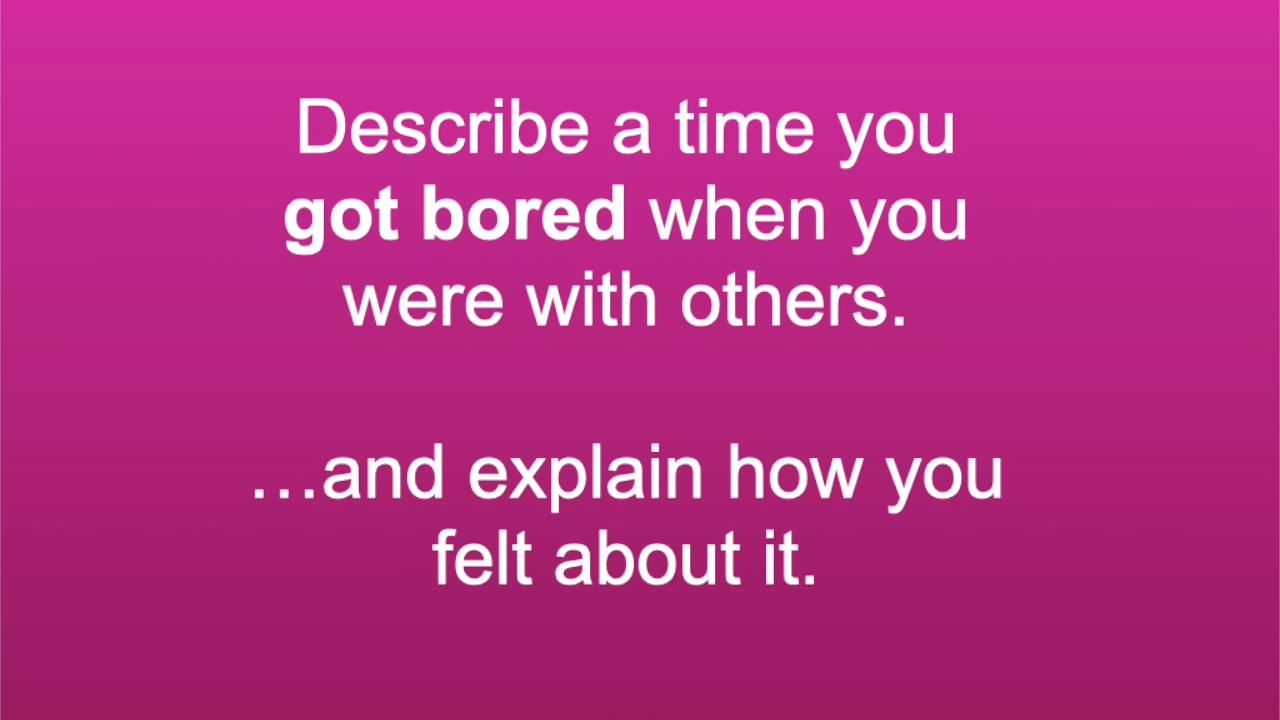 Describe a time you
got bored when you
were with others.
…and explain how you
felt about it.